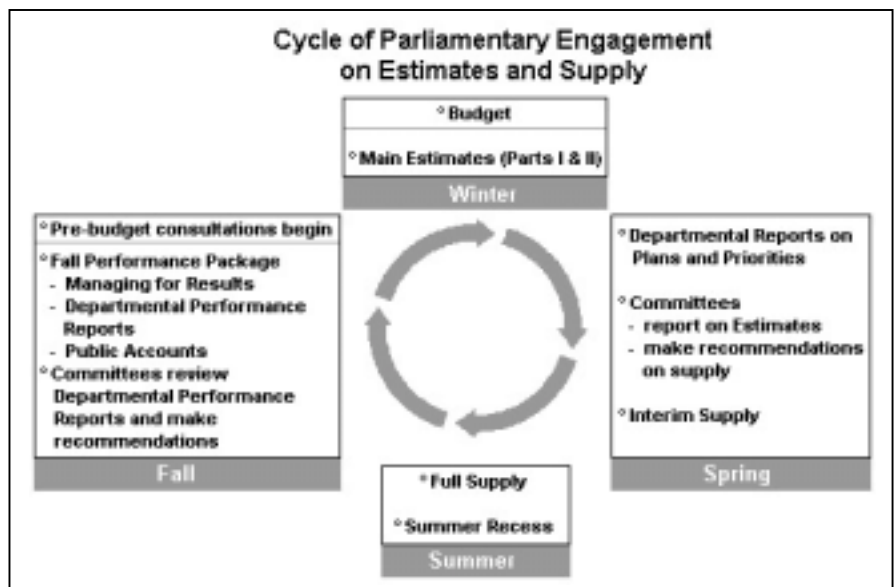 Cycle of Parliamentary Engagement
on Estimates and Supply
° Budget
° Main Estimates (Parts I & II)
Winter
° Pre-budget consultations begin
° Fall Performance Package
- Managing for Results
- Departmental Performance
Reports
- Public Accounts
° Committees review
Departmental Performance
Reports and make
recommendations
Fall
° Departmental Reports on
Plans and Priorities
° Committees
- report on Estimates
- make recommendations
on supply
° Interim Supply
Spring
° Full Supply
° Summer Recess
Summer